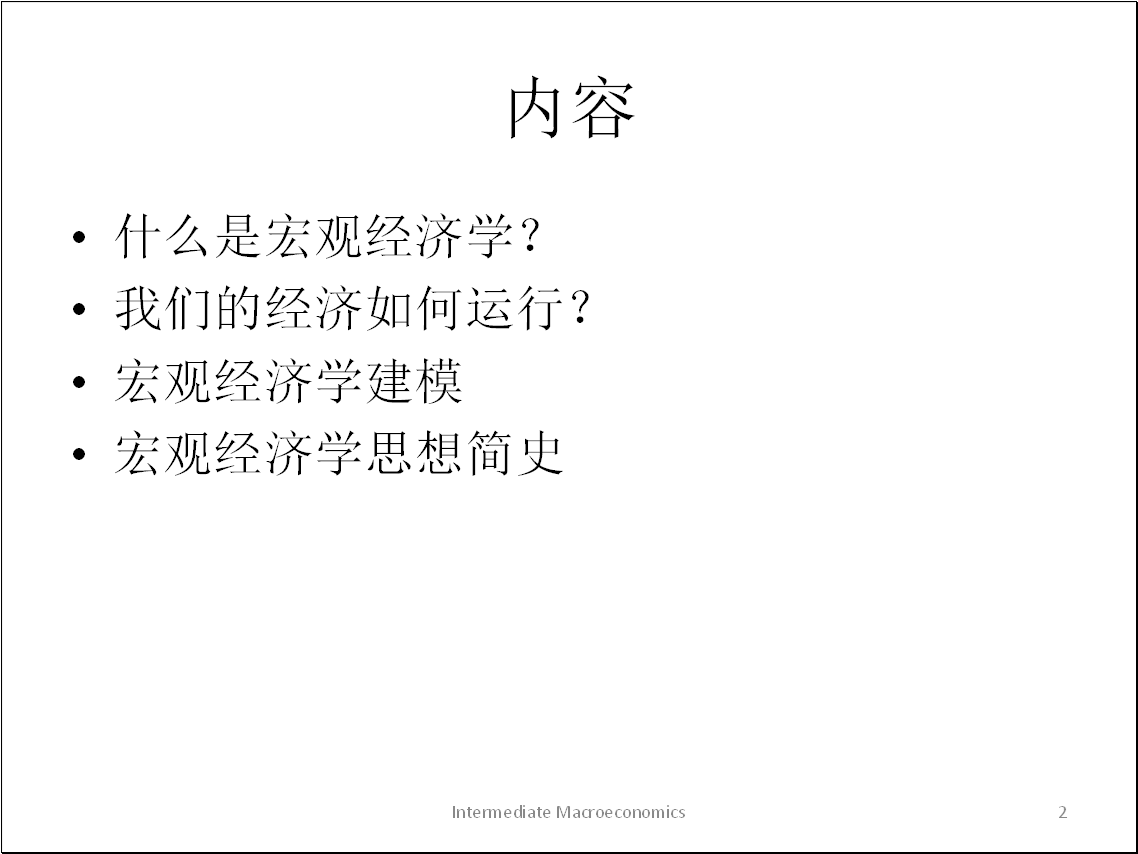 内容
• 什么是宏观经济学？
• 我们的经济如何运行？
• 宏观经济学建模
• 宏观经济学思想简史
Intermediate Macroeconomics
2